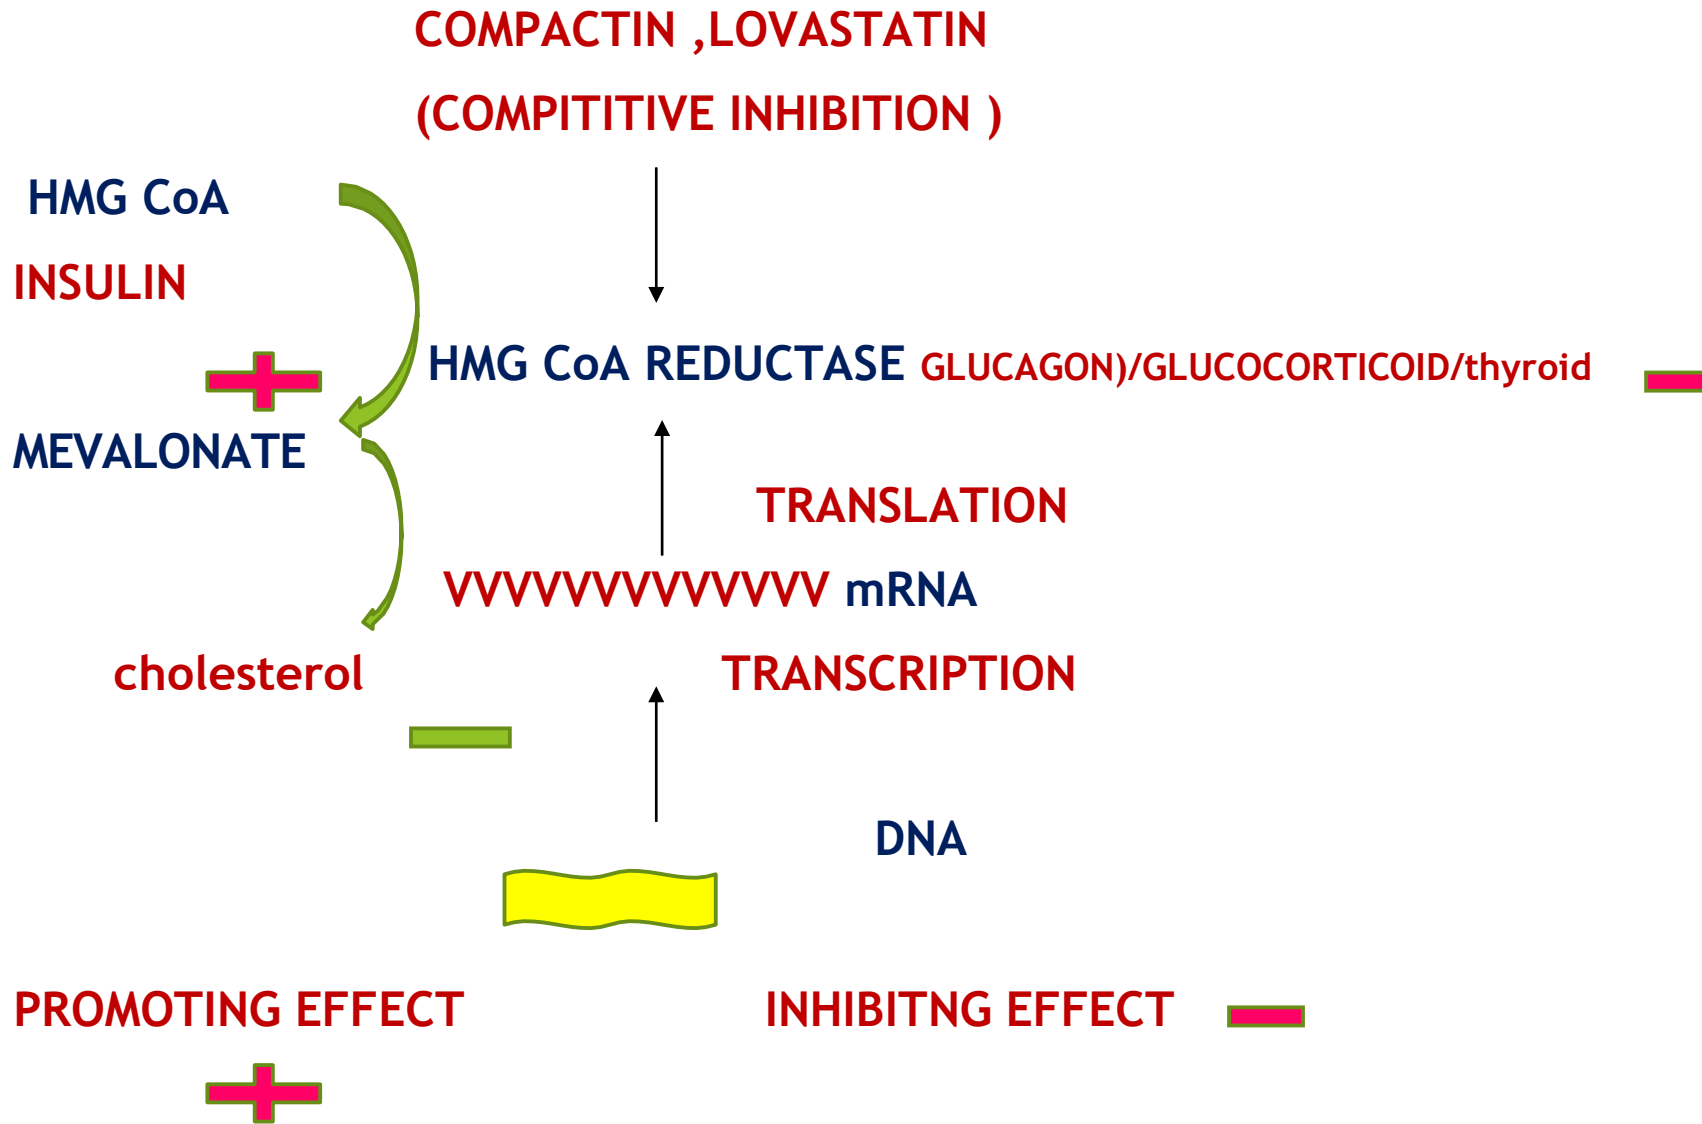 COMPACTIN ,LOVASTATIN
(COMPITITIVE INHIBITION )
HMG CoA
INSULIN
HMG CoA REDUCTASE GLUCAGON)/GLUCOCORTICOID/thyroid
MEVALONATE
TRANSLATION
VVVVVVVVVVVVV mRNA
cholesterol TRANSCRIPTION
DNA
PROMOTING EFFECT INHIBITNG EFFECT